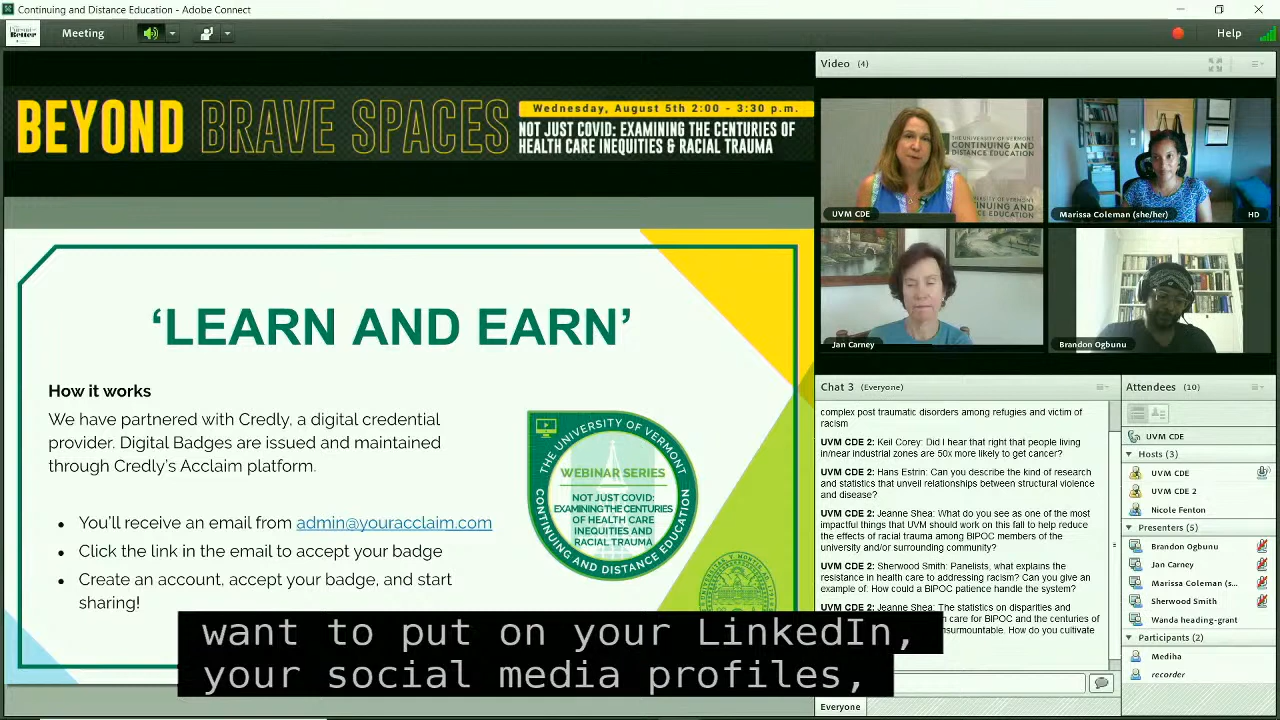 Continuing and Distance Education - Adobe Connect
Meeting
Help
BEYOND BRAVE SPACES
Wednesday, August 5th 2:00 - 3:30 p.m.
NOT JUST COVID: EXAMINING THE CENTURIES OF
HEALTH CARE INEQUITIES & RACIAL TRAUMA
‘LEARN AND EARN’
How it works
We have partnered with Credly, a digital credential
provider. Digital Badges are issued and maintained
through Credly's Acclaim platform.
• You'll receive an email from admin@youracclaim.com
• Click the link in the email to accept your badge
• Create an account, accept your badge, and start
sharing!
THE UNIVERSITY OF VERMONT
WEBINAR SERIES
NOT JUST COVID:
EXAMINING THE CENTURIES
OF HEALTH CARE
INEQUITIES AND
RACIAL TRAUMA
CONTINUING AND DISTANCE EDUCATION
want to put on your LinkedIn,
your social media profiles,
Video (4)
THE UNIVERSITY OF VERMONT
CONTINUING AND
DISTANCE EDUCATION
UVM CDE
Marissa Coleman (she/her)
HD
Jan Carney
Brandon Ogbunu
Chat 3 (Everyone)
complex post traumatic disorders among refugies and victim of
racism
UVM CDE 2: Keil Corey: Did I hear that right that people living
in/near industrial zones are 50x more likely to get cancer?
UVM CDE 2: Hans Estrin: Can you describe the kind of research
and statistics that unveil relationships between structural violence
and disease?
UVM CDE 2: Jeanne Shea: What do you see as one of the most
impactful things that UVM should work on this fall to help reduce
the effects of racial trauma among BIPOC members of the
university and/or surrounding community?
UVM CDE 2: Sherwood Smith: Panelists, what explains the
resistance in health care to addressing racism? Can you give an
example of. How could a BIPOC patience handle the system?
UVM CDE 2: Jeanne Shea: The statistics on disparities and
care for BIPOC and the centuries of
How do you cultivate
Everyone
Attendees (10)
UVM CDE
Hosts (3)
UVM CDE
UVM CDE 2
Nicole Fenton
Presenters (5)
Brandon Ogbunu
Jan Carney
Marissa Coleman (s...
Sherwood Smith
Wanda heading-grant
Participants (2)
Mediha
recorder